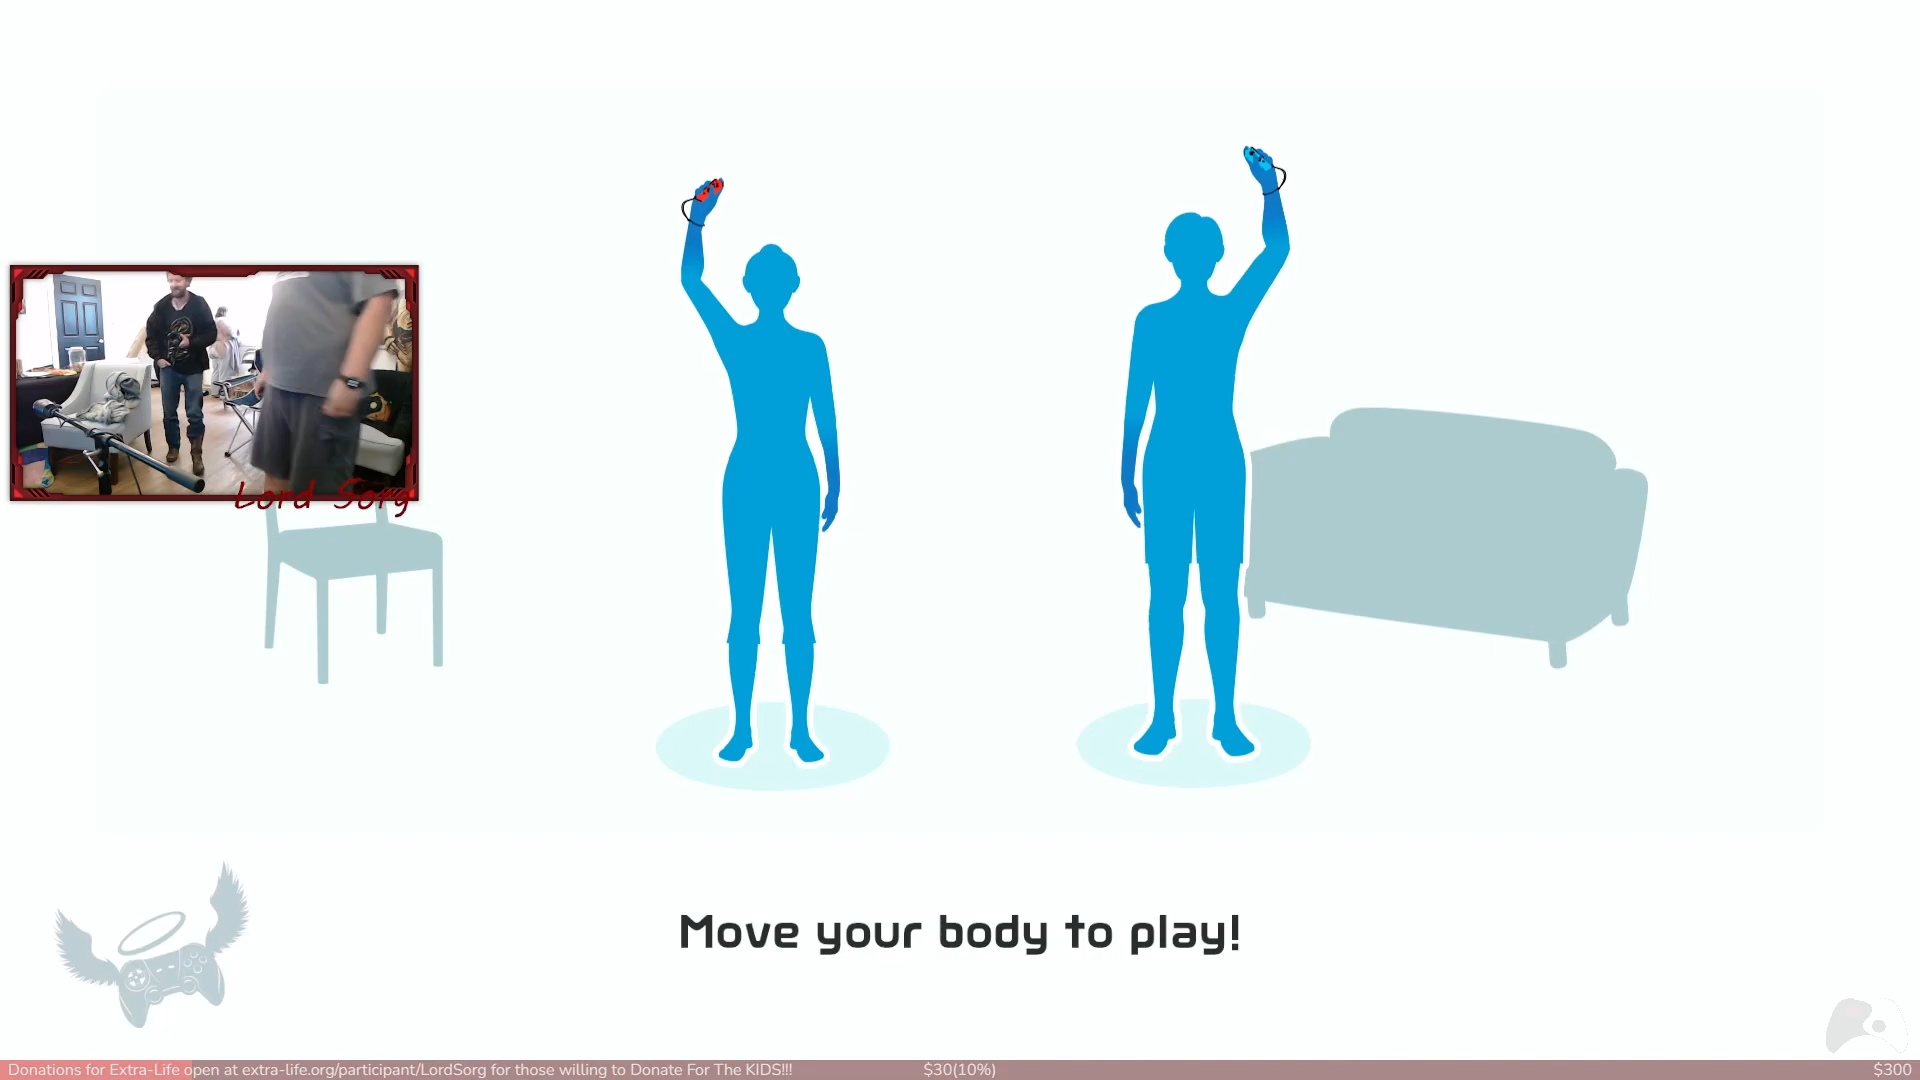 Lord Sorg
Move your body to play!
Donations for Extra-Life open at extra-life.org/participant/LordSorg for those willing to Donate For The KIDS!!! $30(10%) $300